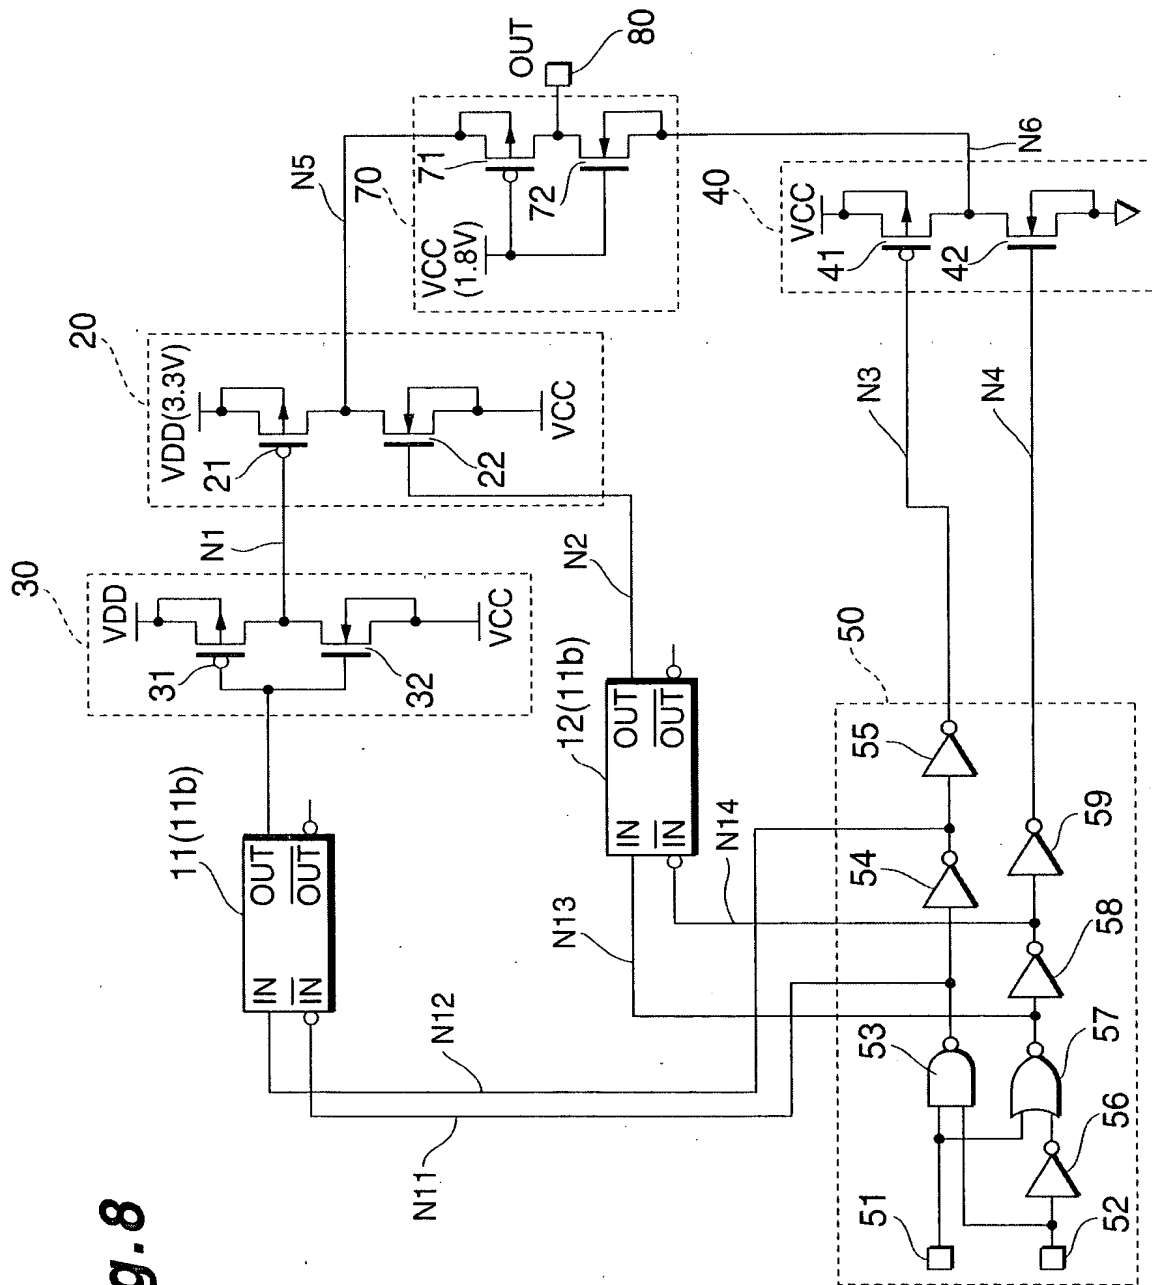 g.8
20
30
VDD
VDD(3.3V)
31
32
VCC
N1
21
22
VCC
N5
70
VCC
(1.8V)
71
72
OUT
80
11(11b)
IN
OUT
IN
OUT
N11
N12
12(11b)
IN
OUT
IN
OUT
N2
N13
N14
40
VCC
41
42
N6
N3
N4
50
51
52
53
54
55
56
57
58
59